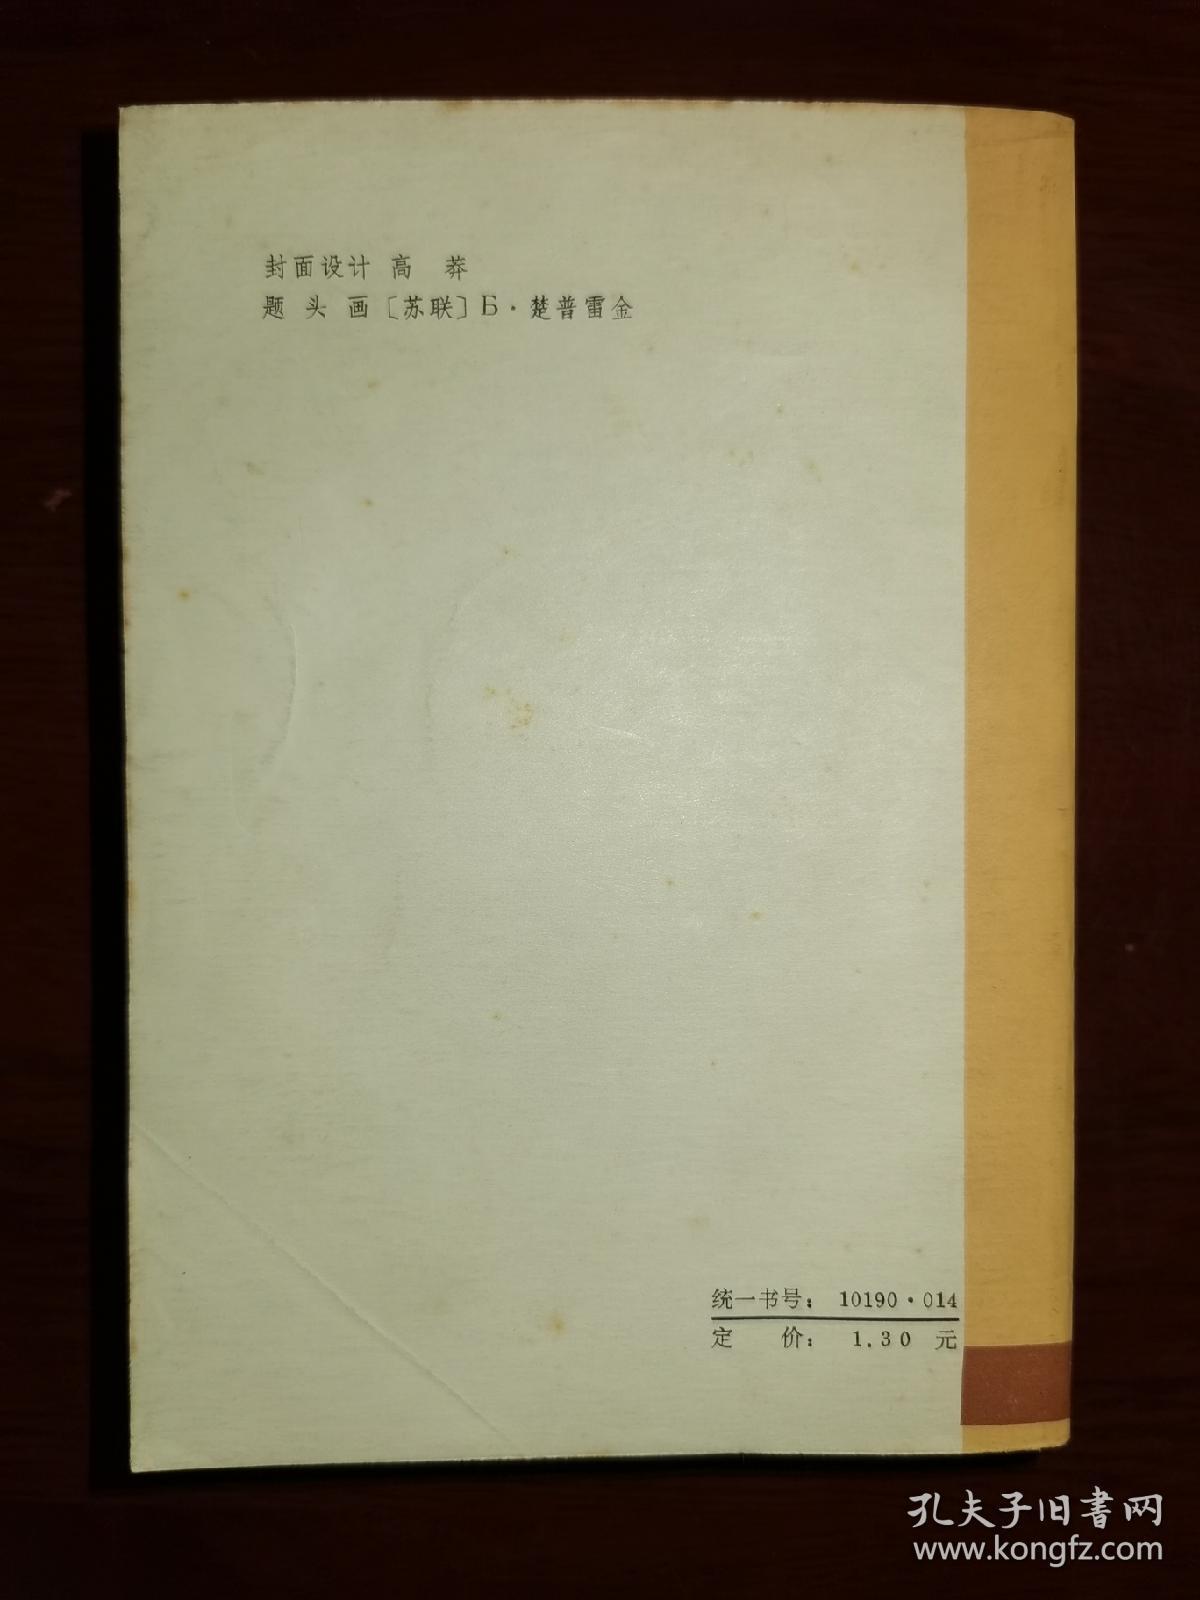 封面设计 高 莽
题 头 画〔苏联〕Б·楚普雷金
统一书号：10190·014
定 价：1.30 元
孔夫子旧書网
www.kongfz.com